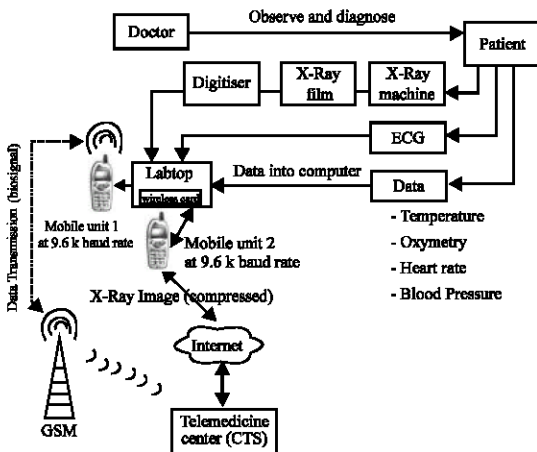 Observe and diagnose
Doctor
Patient
Digitiser
X-Ray
film
X-Ray
machine
ECG
Labtop
wireless card
Data into computer
Data
Data Transmission (biosignal)
Mobile unit 1
at 9.6 k baud rate
Mobile unit 2
at 9.6 k baud rate
- Temperature
- Oxymetry
- Heart rate
- Blood Pressure
X-Ray Image (compressed)
Internet
GSM
Telemedicine
center (CTS)